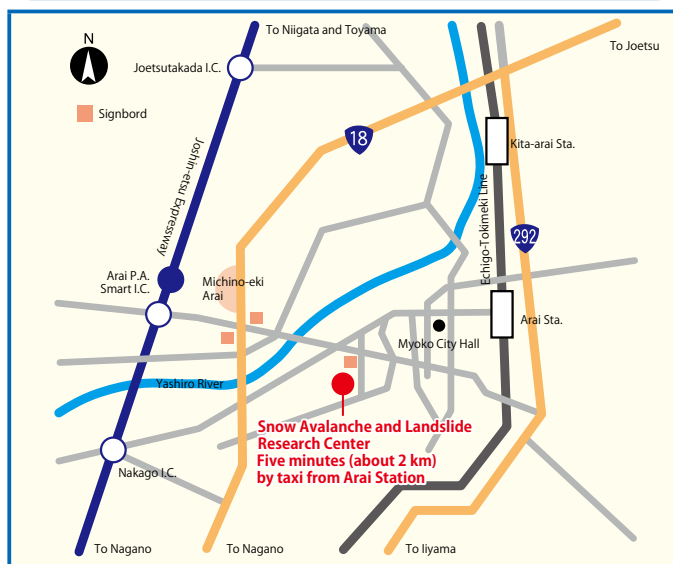 To Niigata and Toyama
N
To Joetsu
Joetsutakada I.C.
Signbord
18
Kita-arai Sta.
Joshin-etsu Expressway
Echigo-Tokimeki Line
292
Arai P.A.
Smart I.C.
Michino-eki
Arai
Arai Sta.
Myoko City Hall
Yashiro River
Snow Avalanche and Landslide
Research Center
Five minutes (about 2 km)
by taxi from Arai Station
Nakago I.C.
To Nagano
To Nagano
To Iiyama